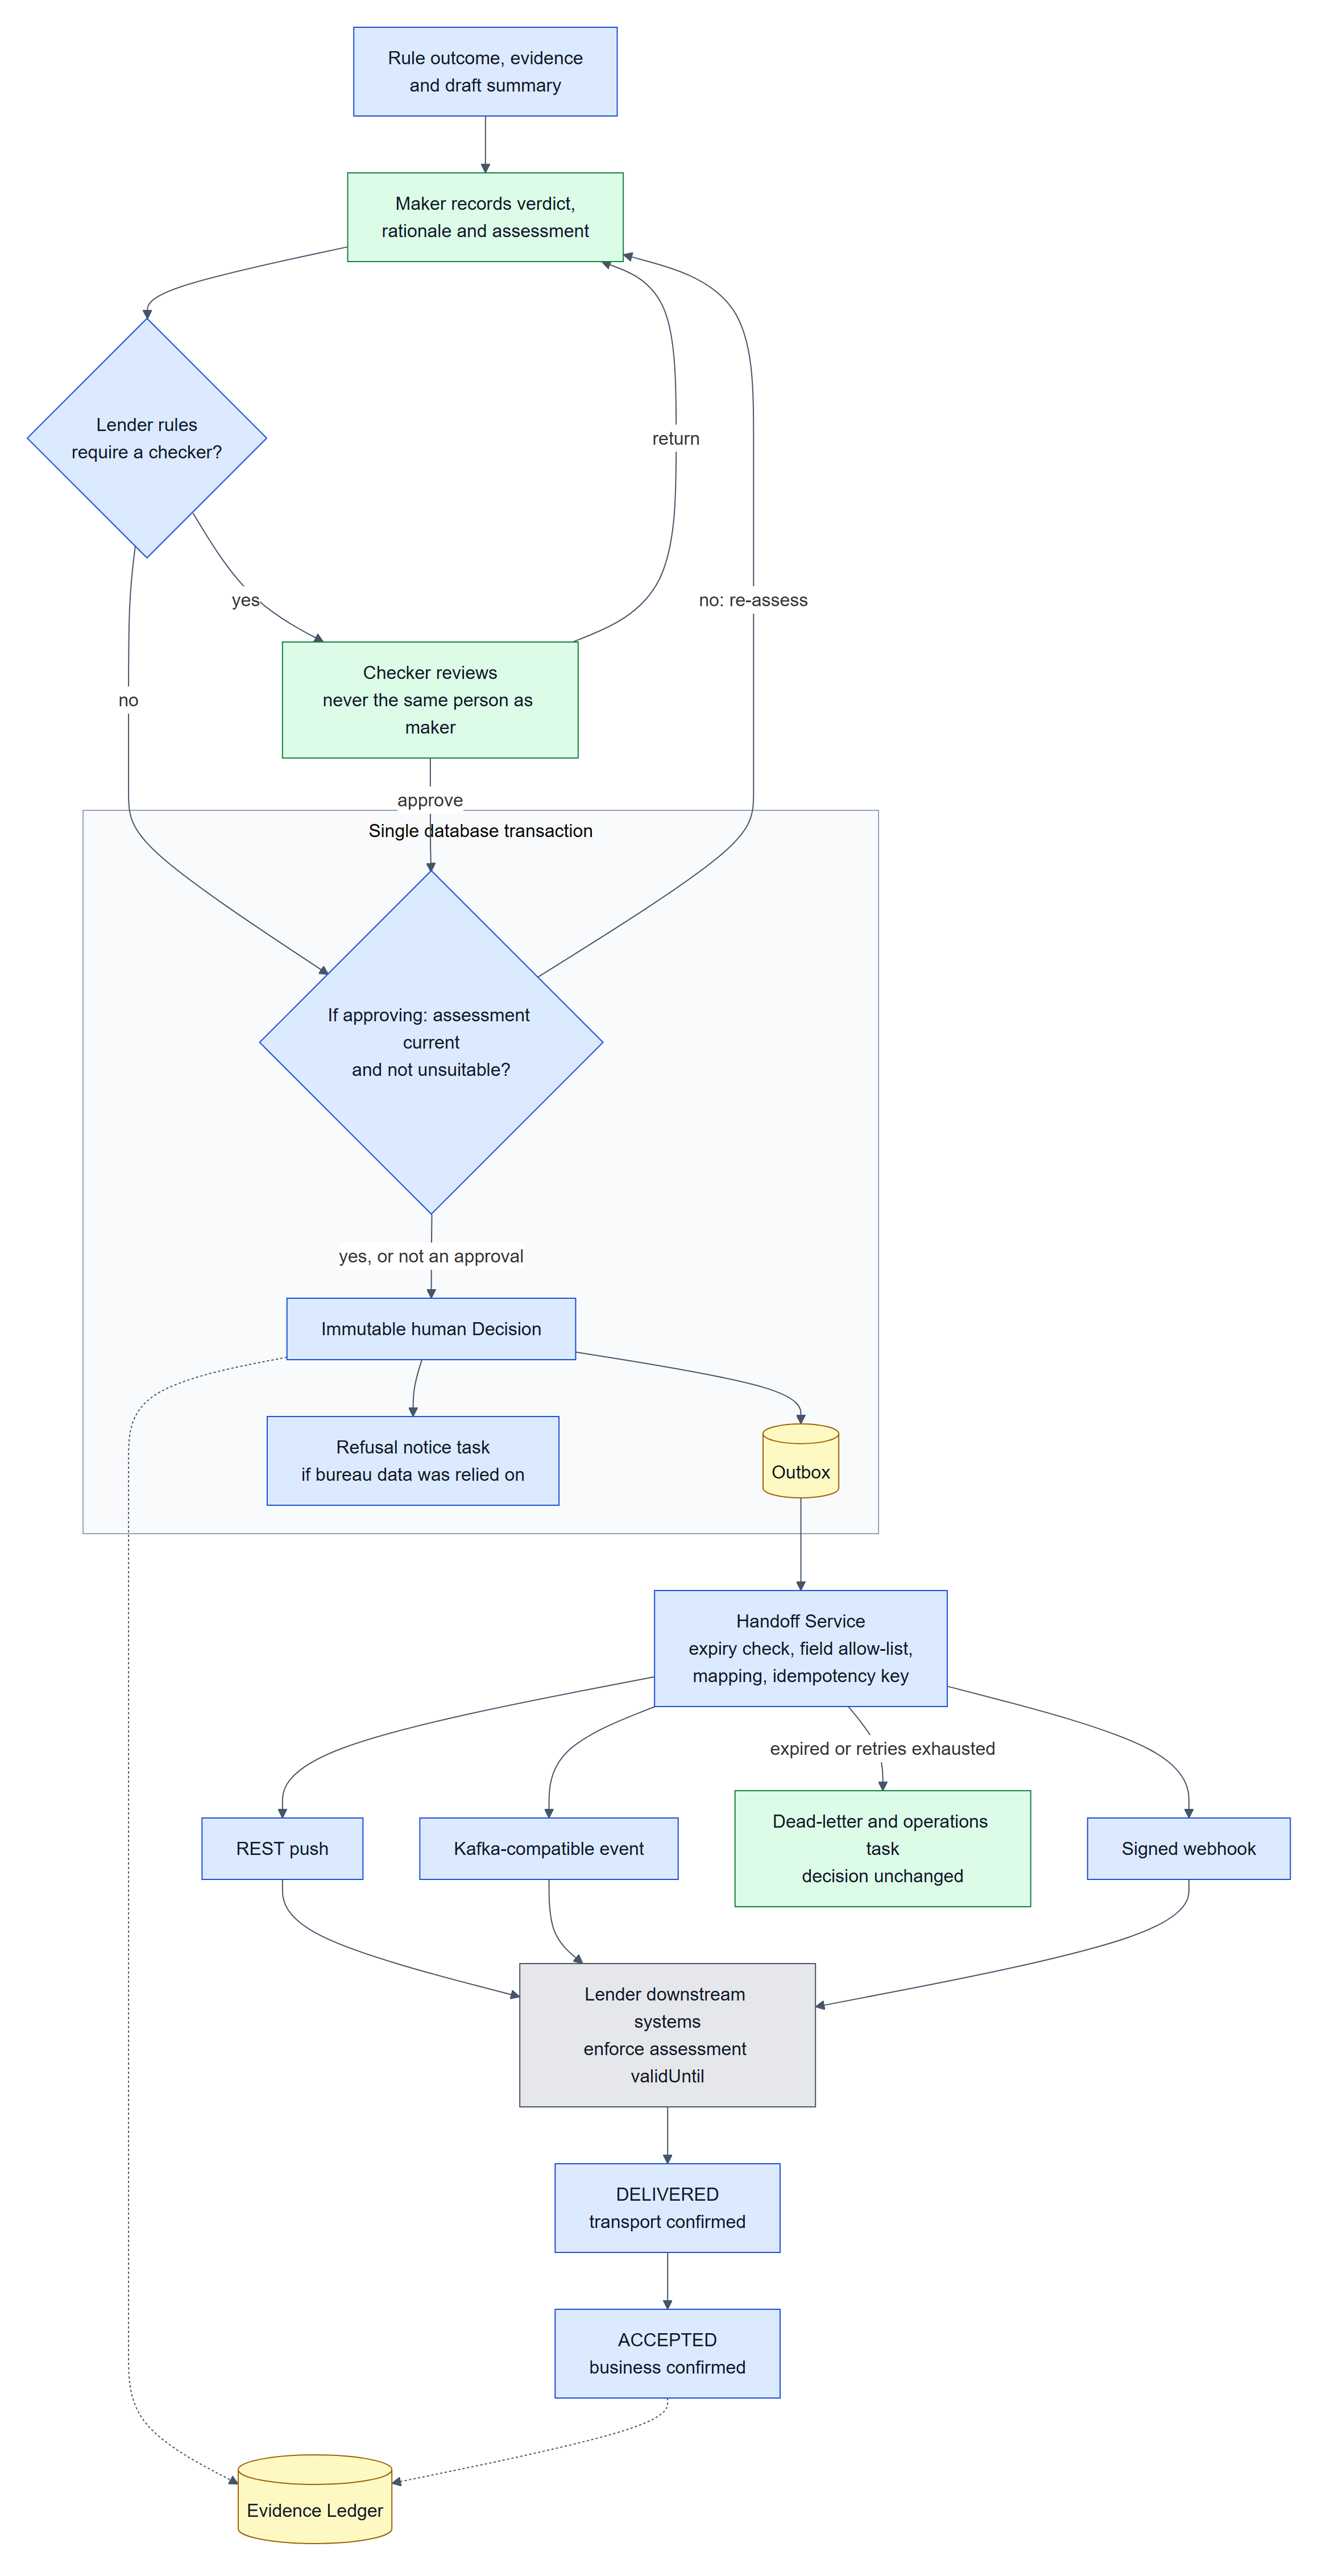 Rule outcome, evidence
and draft summary
Maker records verdict,
rationale and assessment
Lender rules
require a checker?
return
yes
no: re-assess
Checker reviews
never the same person as
maker
no
approve
Single database transaction
If approving: assessment
current
and not unsuitable?
yes, or not an approval
Immutable human Decision
Refusal notice task
if bureau data was relied on
Outbox
Handoff Service
expiry check, field allow-list,
mapping, idempotency key
expired or retries exhausted
REST push
Kafka-compatible event
Dead-letter and operations
task
decision unchanged
Signed webhook
Lender downstream
systems
enforce assessment
validUntil
DELIVERED
transport confirmed
ACCEPTED
business confirmed
Evidence Ledger